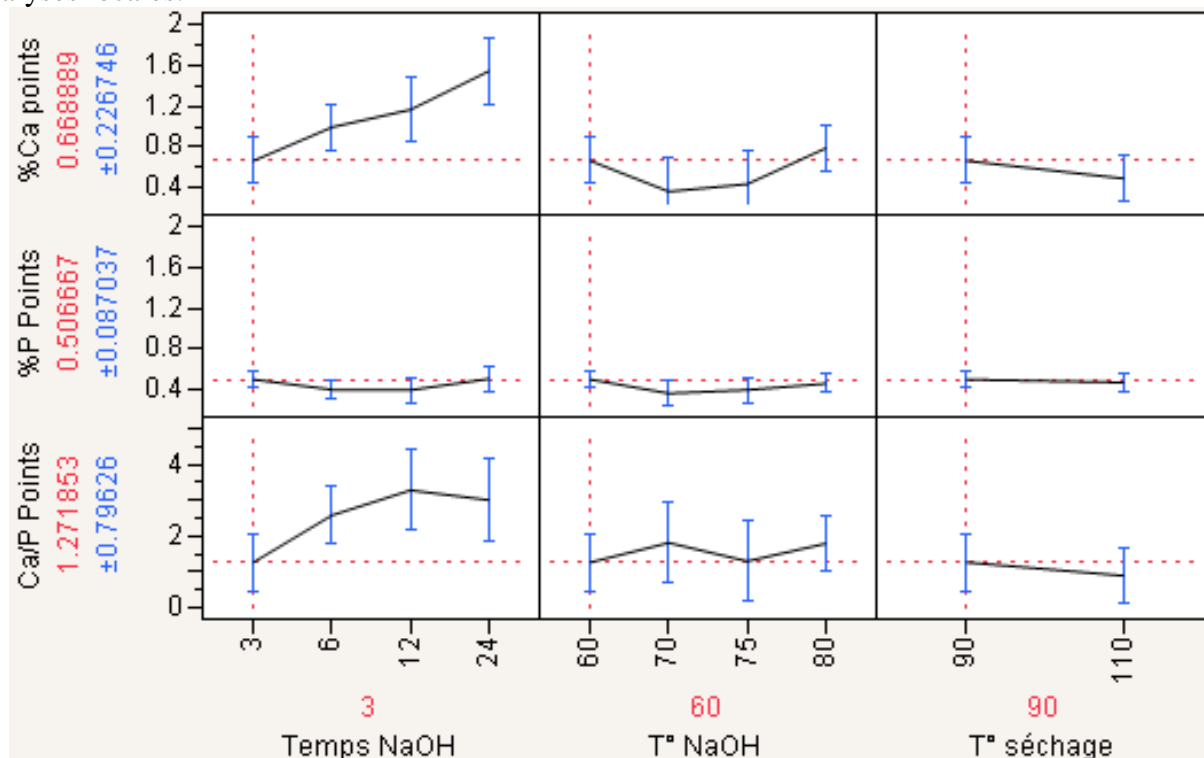 alyses focales.
%Ca points
0.668889
±0.226746
2
1.6
1.2
0.8
0.4
%P Points
0.506667
±0.087037
2
1.6
1.2
0.8
0.4
Ca/P Points
1.271853
±0.79626
4
2
0
3 6 12 24 60 70 75 80 90 110
3 60 90
Temps NaOH T° NaOH T° séchage